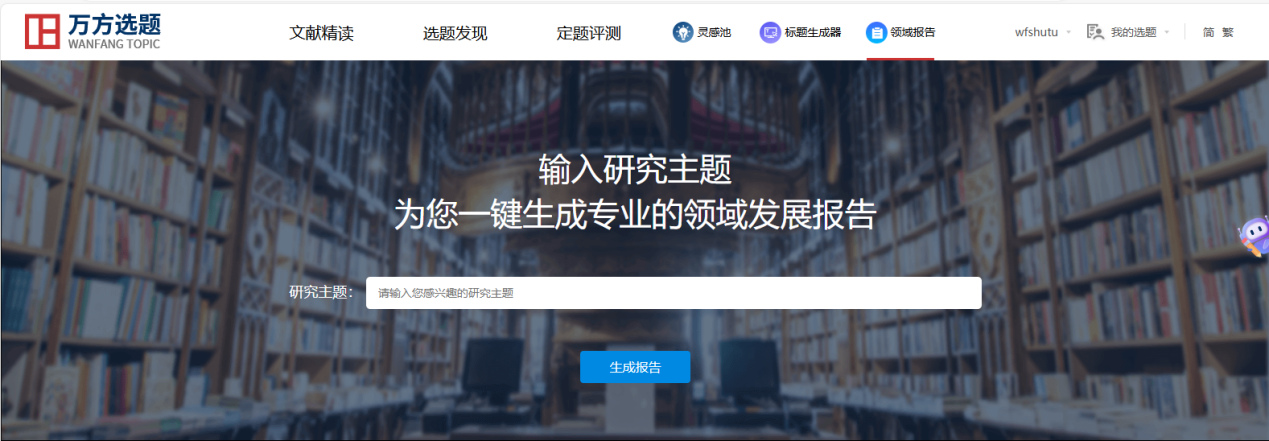 万方选题
WANFANG TOPIC
文献精读
选题发现
定题评测
灵感池
标题生成器
领域报告
wfshutu
我的选题
简 繁
输入研究主题
为您一键生成专业的领域发展报告
研究主题：
请输入您感兴趣的研究主题
生成报告